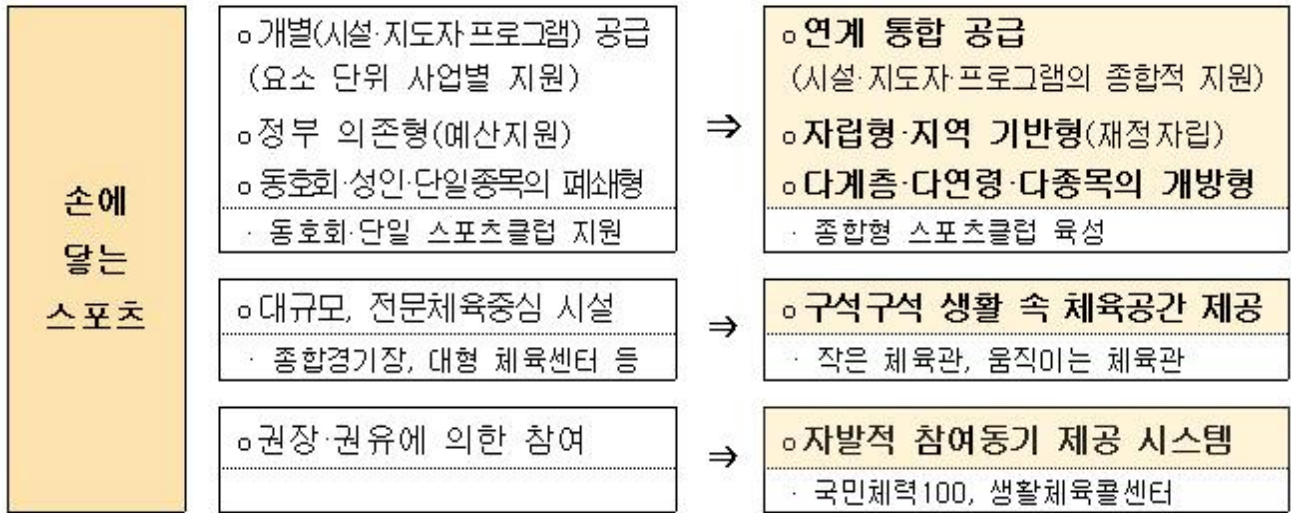 손에
닿는
스포츠
o개별(시설·지도자·프로그램) 공급
(요소 단위 사업별 지원)
o정부 의존형(예산지원)
o동호회·성인·단일종목의 폐쇄형
· 동호회·단일 스포츠클럽 지원
⇒
o연계 통합 공급
(시설·지도자·프로그램의 종합적 지원)
o자립형·지역 기반형(재정자립)
o다계층·다연령·다종목의 개방형
· 종합형 스포츠클럽 육성
o대규모, 전문체육중심 시설
· 종합경기장, 대형 체육센터 등
⇒
o구석구석 생활 속 체육공간 제공
· 작은 체육관, 움직이는 체육관
o권장·권유에 의한 참여
⇒
o자발적 참여동기 제공 시스템
· 국민체력100, 생활체육콜센터